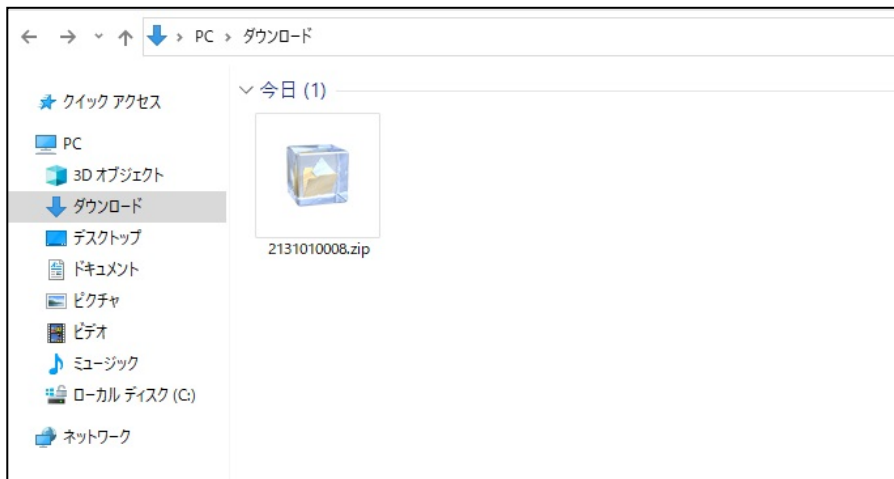 PC › ダウンロード
クイック アクセス
PC
3D オブジェクト
ダウンロード
デスクトップ
ドキュメント
ピクチャ
ビデオ
ミュージック
ローカル ディスク (C:)
ネットワーク
今日 (1)
2131010008.zip